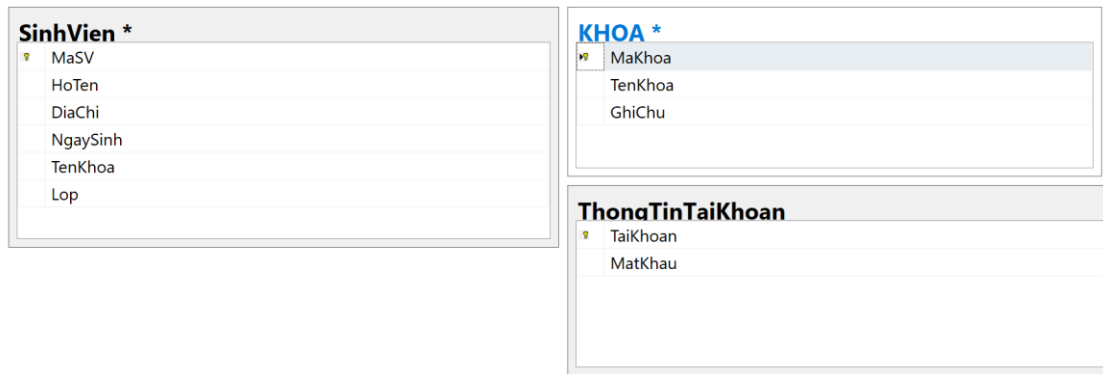 SinhVien *
MaSV
HoTen
DiaChi
NgaySinh
TenKhoa
Lop
KHOA *
MaKhoa
TenKhoa
GhiChu
ThongTinTaiKhoan
TaiKhoan
MatKhau